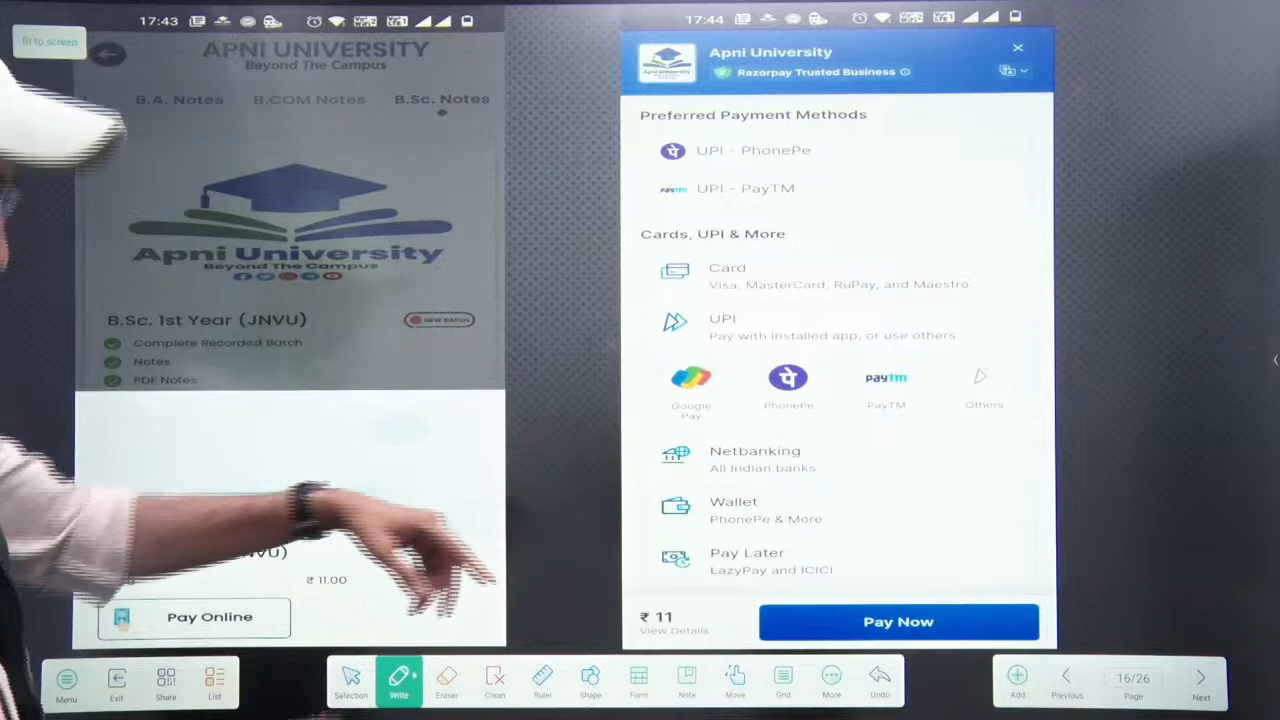 17:43
fit to screen
APNI UNIVERSITY
Beyond The Campus
B.A. Notes
B.COM Notes
B.Sc. Notes
Apni University
Beyond The Campus
B.Sc. 1st Year (JNVU)
NEW BATCH
Complete Recorded Batch
Notes
PDF Notes
₹ 11.00
Pay Online
17:44
Apni University
Apni University
Razorpay Trusted Business
Preferred Payment Methods
UPI - PhonePe
paytm UPI - PayTM
Cards, UPI & More
Card
Visa, MasterCard, RuPay, and Maestro
UPI
Pay with installed app, or use others
paytm
Google Pay
PhonePe
PayTM
Others
Netbanking
All Indian banks
Wallet
PhonePe & More
Pay Later
LazyPay and ICICI
₹ 11
View Details
Pay Now
Menu
Exit
Share
List
Selection
Write
Eraser
Clean
Ruler
Shape
Form
Note
Move
Grid
More
Undo
Add
Previous
16/26
Page
Next